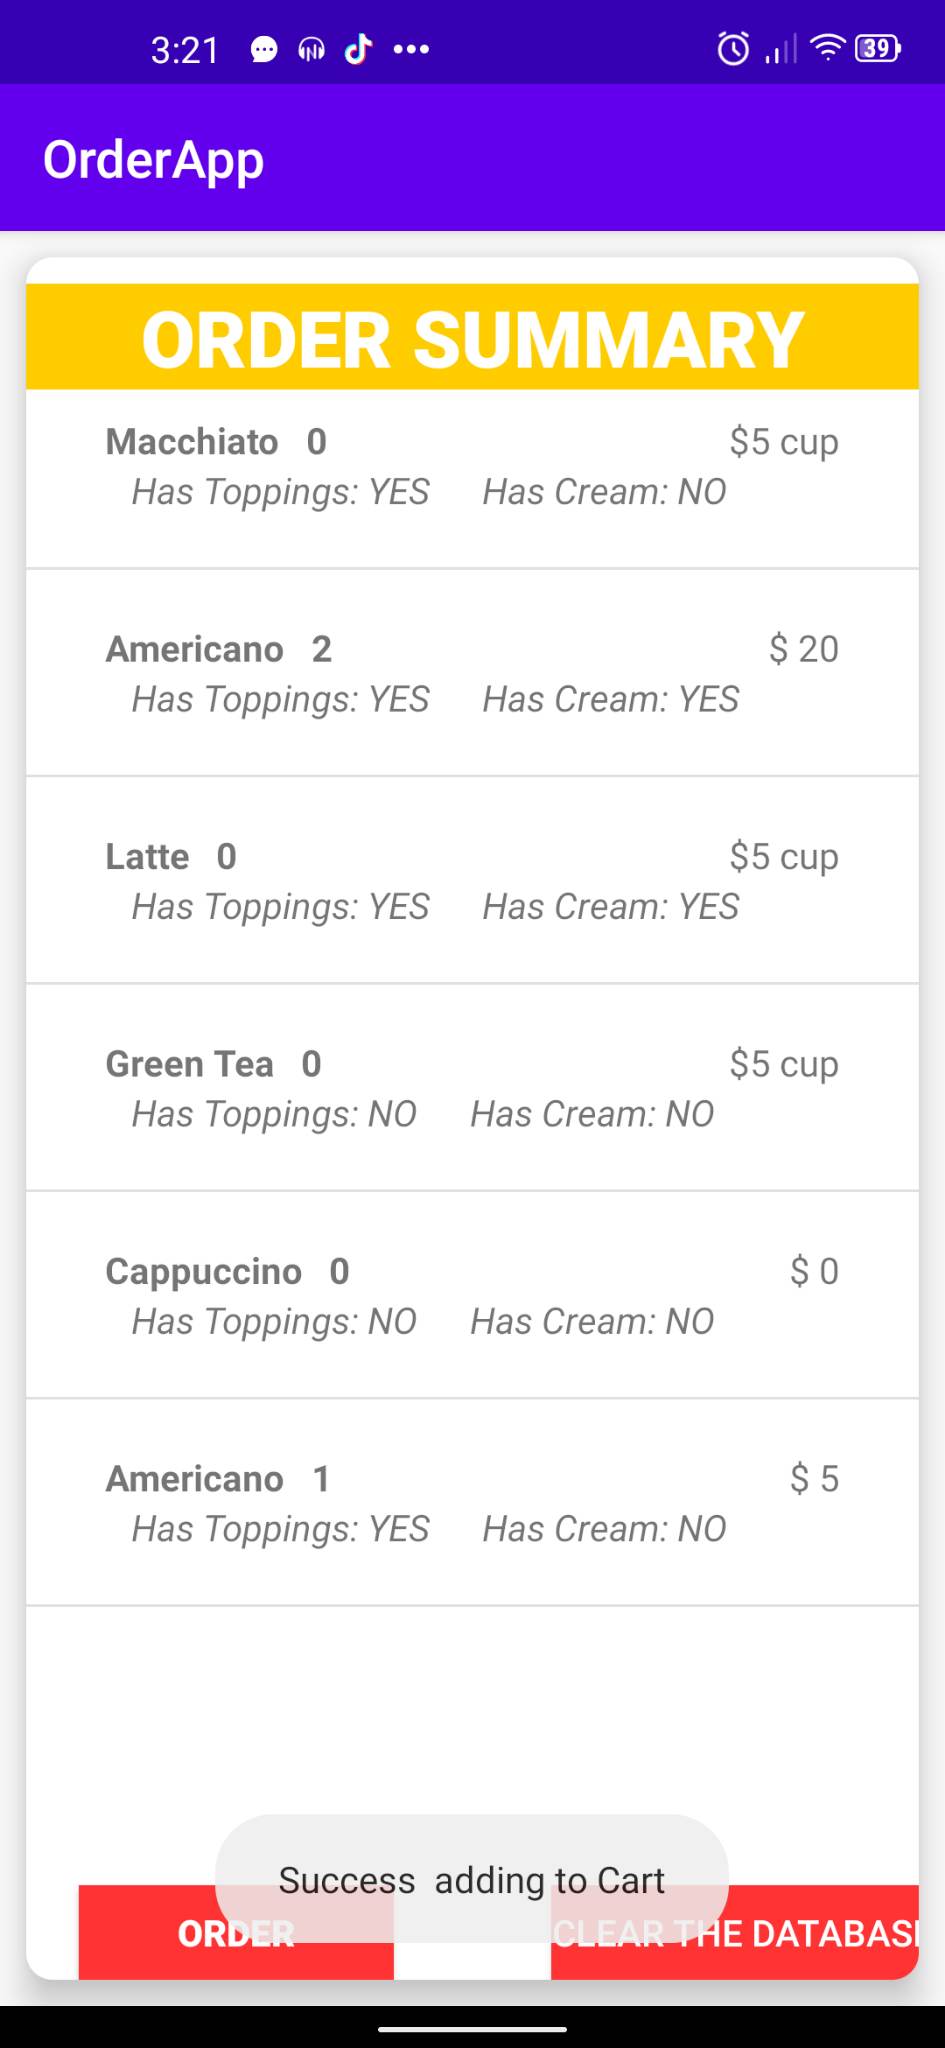 3:21
39
OrderApp
ORDER SUMMARY
Macchiato 0 $5 cup
Has Toppings: YES Has Cream: NO
Americano 2 $ 20
Has Toppings: YES Has Cream: YES
Latte 0 $5 cup
Has Toppings: YES Has Cream: YES
Green Tea 0 $5 cup
Has Toppings: NO Has Cream: NO
Cappuccino 0 $ 0
Has Toppings: NO Has Cream: NO
Americano 1 $ 5
Has Toppings: YES Has Cream: NO
Success adding to Cart
ORDER CLEAR THE DATABAS